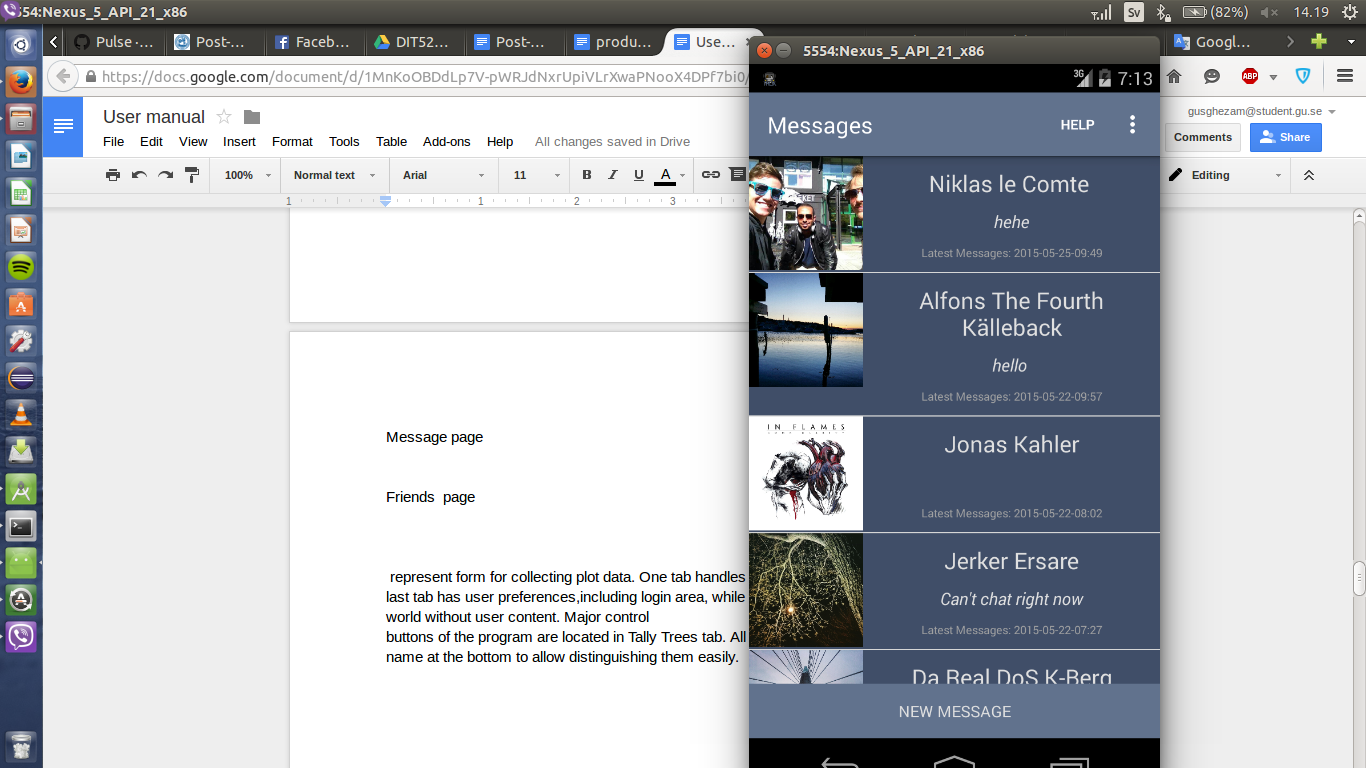 5554:Nexus_5_API_21_x86
Sv
(82%)
14.19
Pulse ·...
Post-...
Faceb...
DIT52...
Post-...
produ...
Use...
Googl...
https://docs.google.com/document/d/1MnKoOBDdLp7V-pWRJdNxrUpiVLrXwaPNooX4DPf7bi0/
ABP
User manual
gusghezam@student.gu.se
File Edit View Insert Format Tools Table Add-ons Help All changes saved in Drive
Comments
Share
100% Normal text Arial 11 B I U A
Editing
1 1 2 3
Message page
Friends page
represent form for collecting plot data. One tab handles
last tab has user preferences,including login area, while
world without user content. Major control
buttons of the program are located in Tally Trees tab. All
name at the bottom to allow distinguishing them easily.
5554:Nexus_5_API_21_x86
3G
7:13
Messages
HELP
Niklas le Comte
hehe
Latest Messages: 2015-05-25-09:49
Alfons The Fourth
Källeback
hello
Latest Messages: 2015-05-22-09:57
IN FLAMES
Jonas Kahler
Latest Messages: 2015-05-22-08:02
Jerker Ersare
Can't chat right now
Latest Messages: 2015-05-22-07:27
Da Real DoS K-Berg
NEW MESSAGE